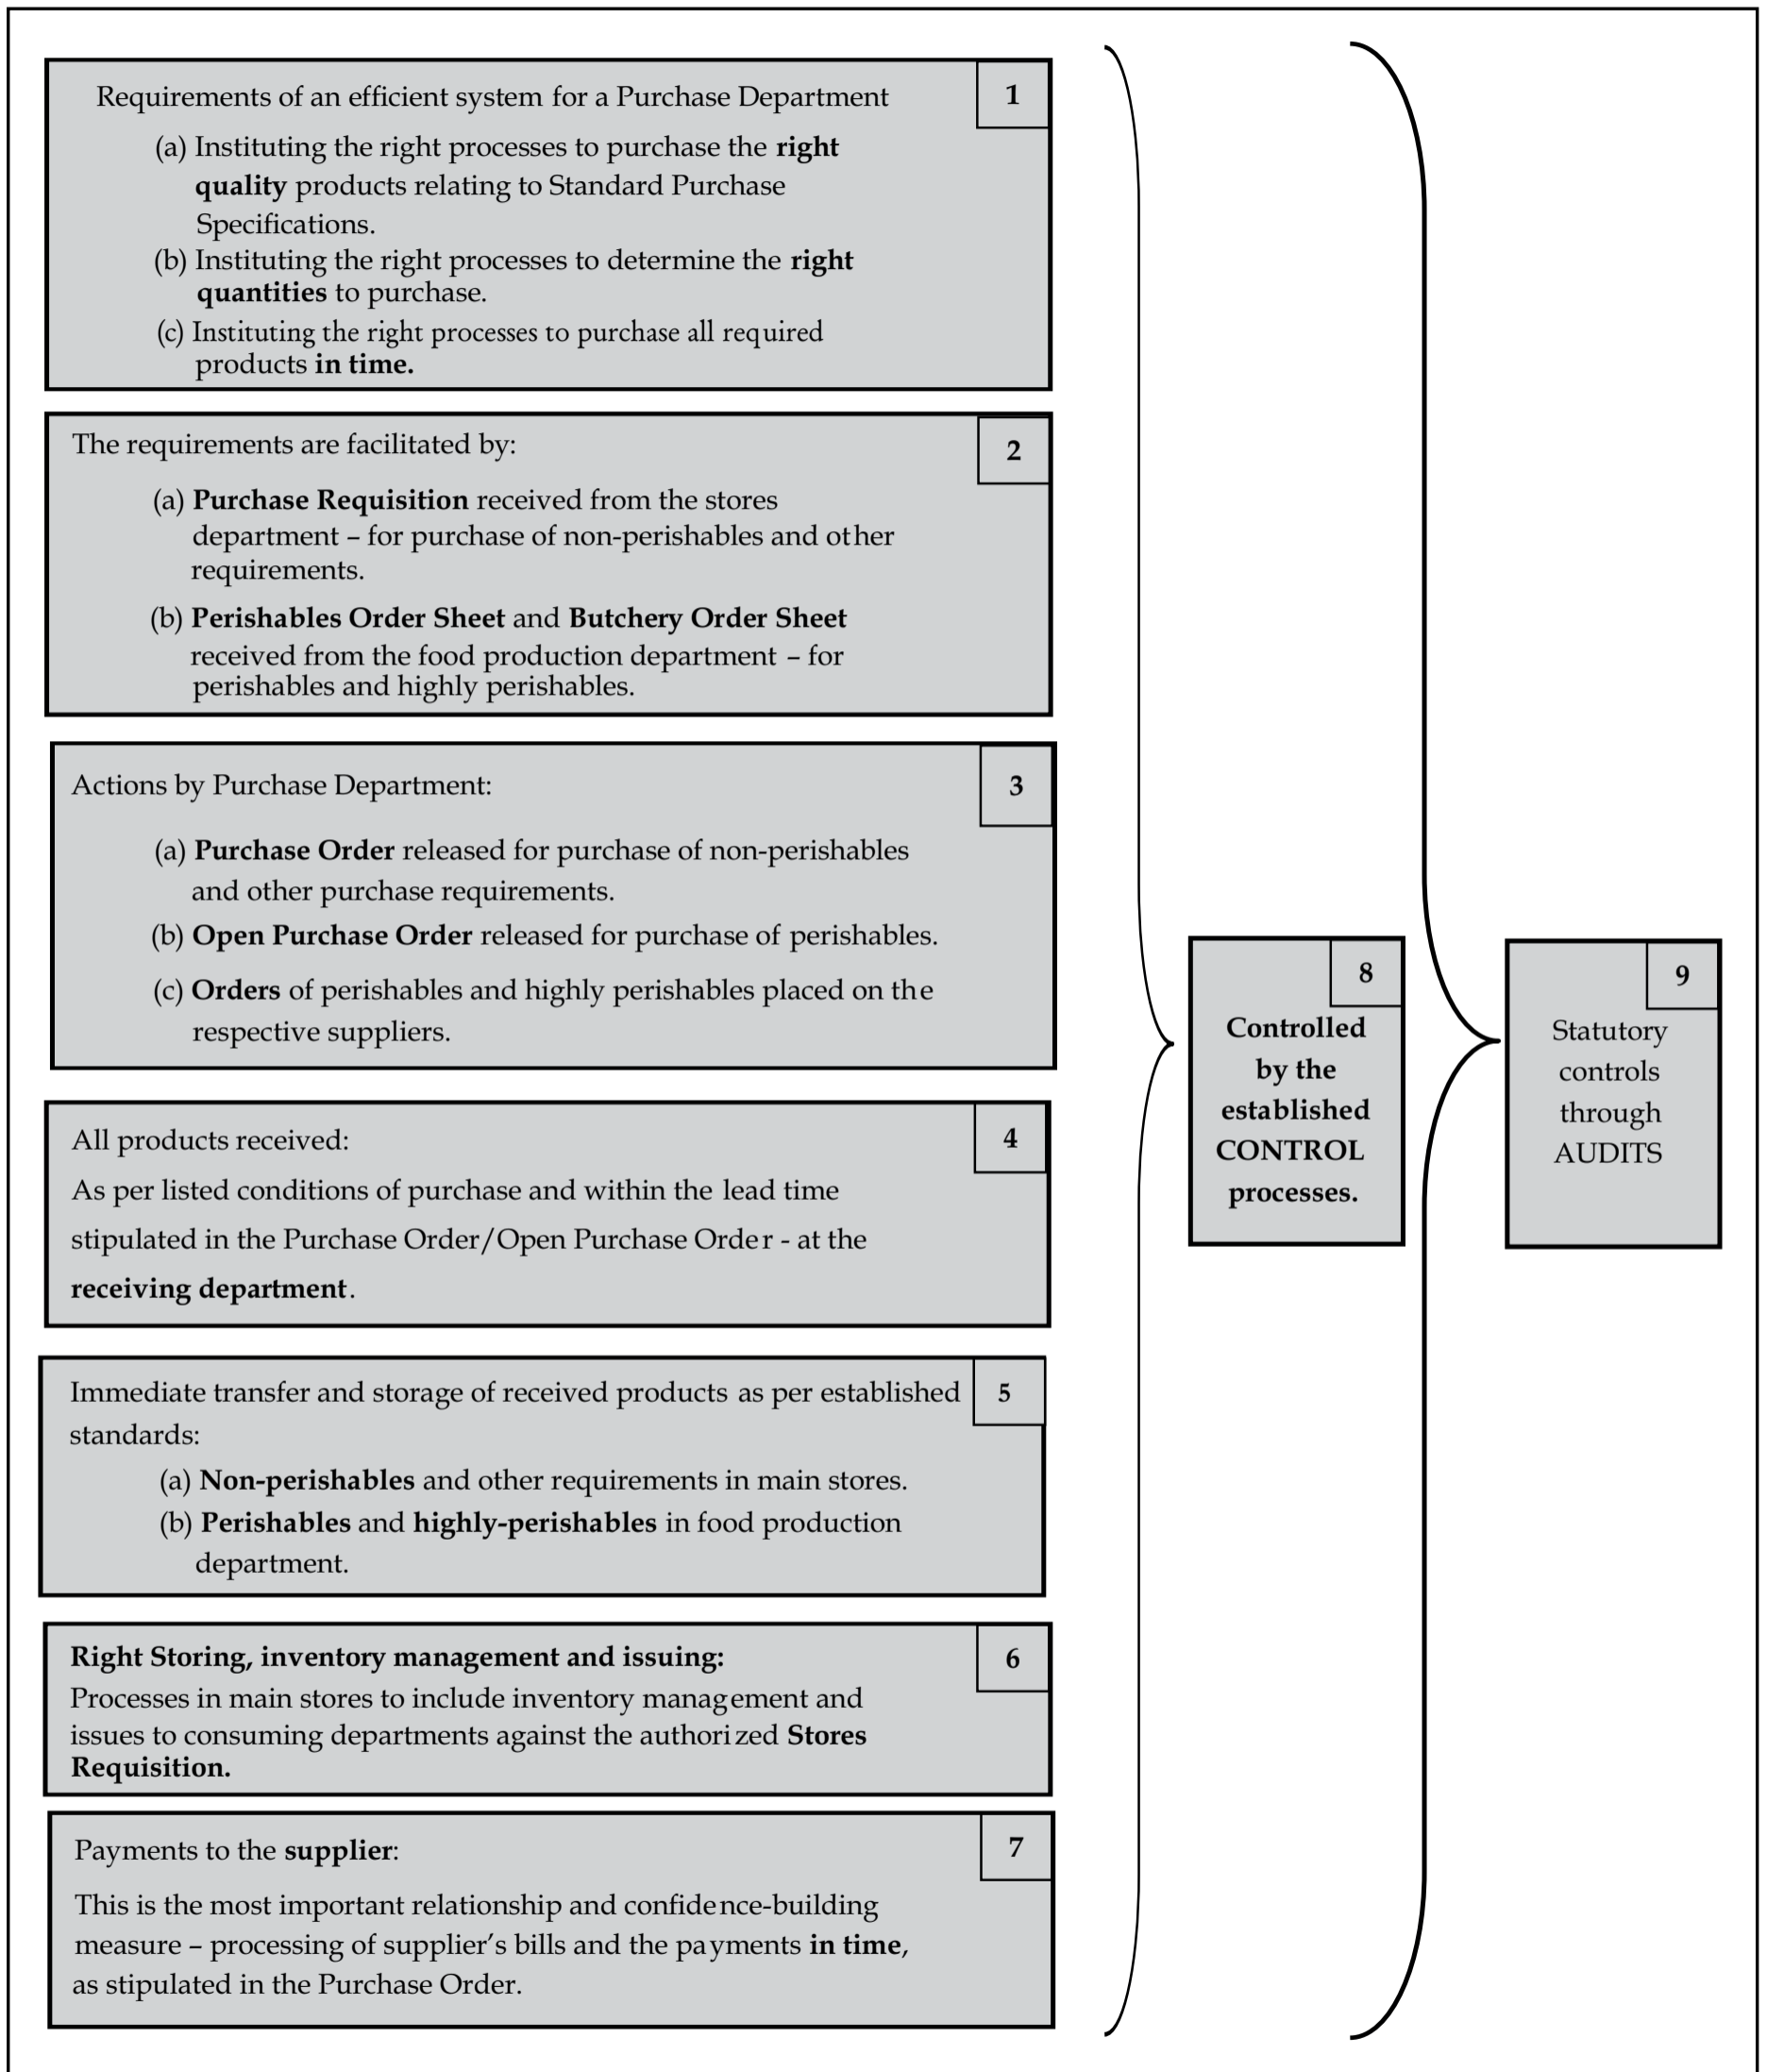 1
Requirements of an efficient system for a Purchase Department
(a) Instituting the right processes to purchase the right
quality products relating to Standard Purchase
Specifications.
(b) Instituting the right processes to determine the right
quantities to purchase.
(c) Instituting the right processes to purchase all required
products in time.
2
The requirements are facilitated by:
(a) Purchase Requisition received from the stores
department – for purchase of non-perishables and other
requirements.
(b) Perishables Order Sheet and Butchery Order Sheet
received from the food production department – for
perishables and highly perishables.
3
Actions by Purchase Department:
(a) Purchase Order released for purchase of non-perishables
and other purchase requirements.
(b) Open Purchase Order released for purchase of perishables.
(c) Orders of perishables and highly perishables placed on the
respective suppliers.
4
All products received:
As per listed conditions of purchase and within the lead time
stipulated in the Purchase Order/Open Purchase Order - at the
receiving department.
5
Immediate transfer and storage of received products as per established
standards:
(a) Non-perishables and other requirements in main stores.
(b) Perishables and highly-perishables in food production
department.
6
Right Storing, inventory management and issuing:
Processes in main stores to include inventory management and
issues to consuming departments against the authorized Stores
Requisition.
7
Payments to the supplier:
This is the most important relationship and confidence-building
measure – processing of supplier’s bills and the payments in time,
as stipulated in the Purchase Order.
8
Controlled
by the
established
CONTROL
processes.
9
Statutory
controls
through
AUDITS